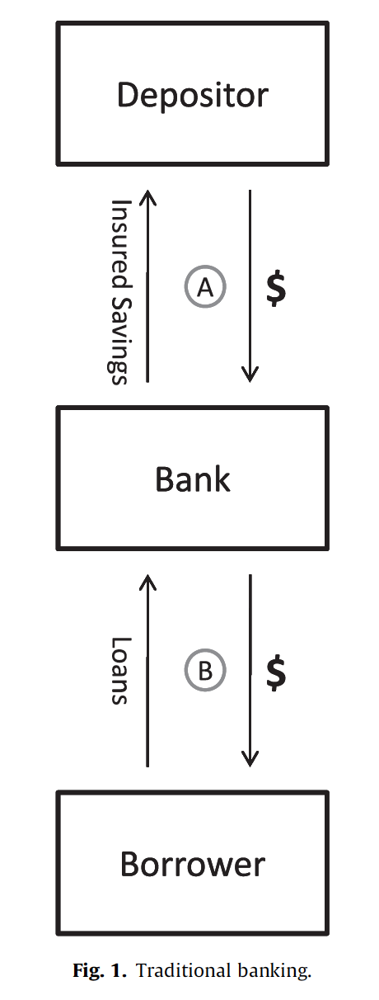 Depositor
Insured Savings
A
$
Bank
Loans
B
$
Borrower
Fig. 1. Traditional banking.